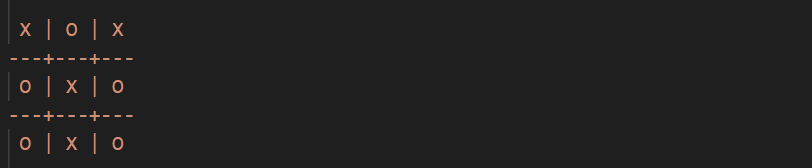 x | o | x
---+---+---
o | x | o
---+---+---
o | x | o